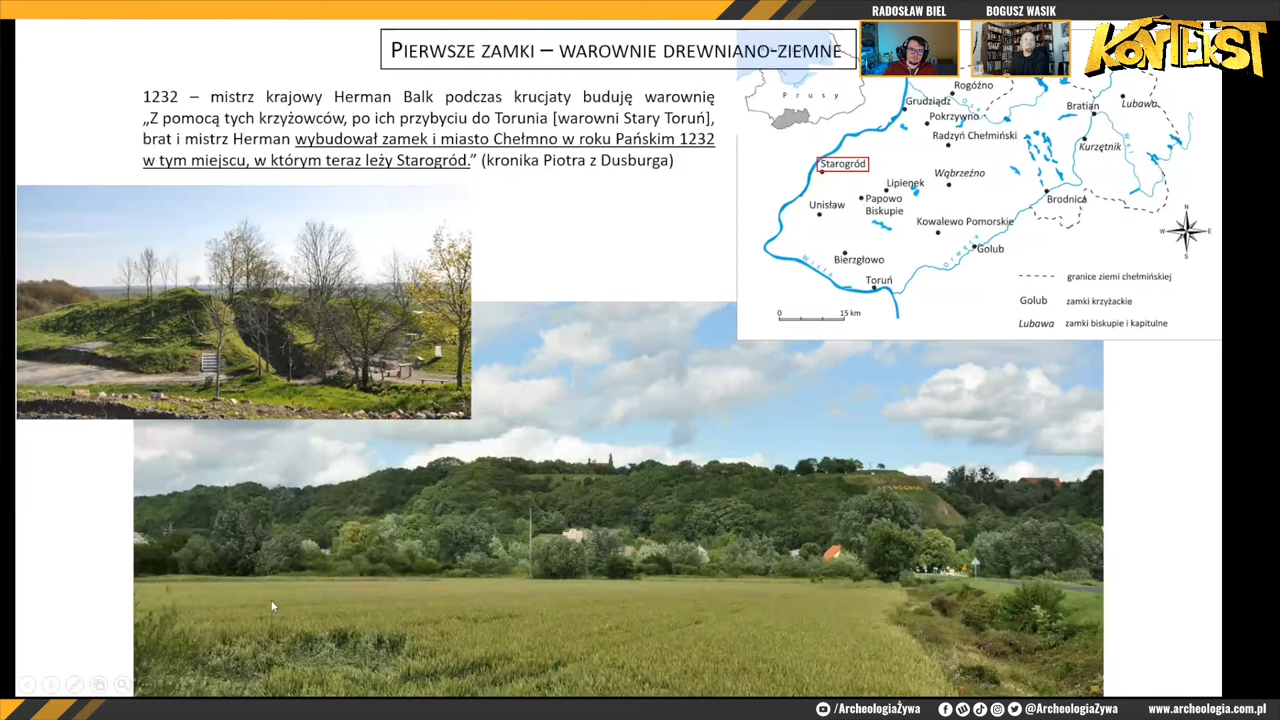 RADOSŁAW BIEL
BOGUSZ WASIK
KONTEKST
PIERWSZE ZAMKI – WAROWNIE DREWNIANO-ZIEMNE
1232 – mistrz krajowy Herman Balk podczas krucjaty buduję warownię
„Z pomocą tych krzyżowców, po ich przybyciu do Torunia [warowni Stary Toruń],
brat i mistrz Herman wybudował zamek i miasto Chełmno w roku Pańskim 1232
w tym miejscu, w którym teraz leży Starogród.” (kronika Piotra z Dusburga)
Prusy
Rogóźno
Grudziądz
Pokrzywno
Radzyń Chełmiński
Bratian
Lubawa
Kurzętnik
Starogród
Wąbrzeźno
Lipienek
Papowo
Biskupie
Unisław
Brodnica
Kowalewo Pomorskie
Golub
Drwęca
Bierzgłowo
Wisła
Toruń
N
W
E
S
granice ziemi chełmińskiej
Golub zamki krzyżackie
Lubawa zamki biskupie i kapitulne
0 15 km
STAROGRÓD
/ArcheologiaŻywa
@ArcheologiaŻywa
www.archeologia.com.pl